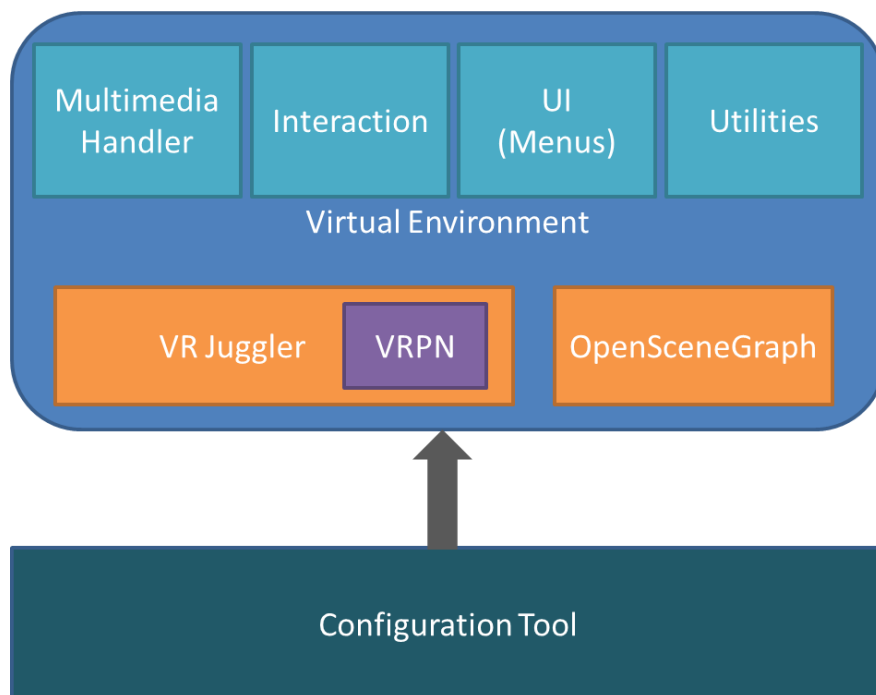 Multimedia
Handler
Interaction
UI
(Menus)
Utilities
Virtual Environment
VR Juggler
VRPN
OpenSceneGraph
Configuration Tool